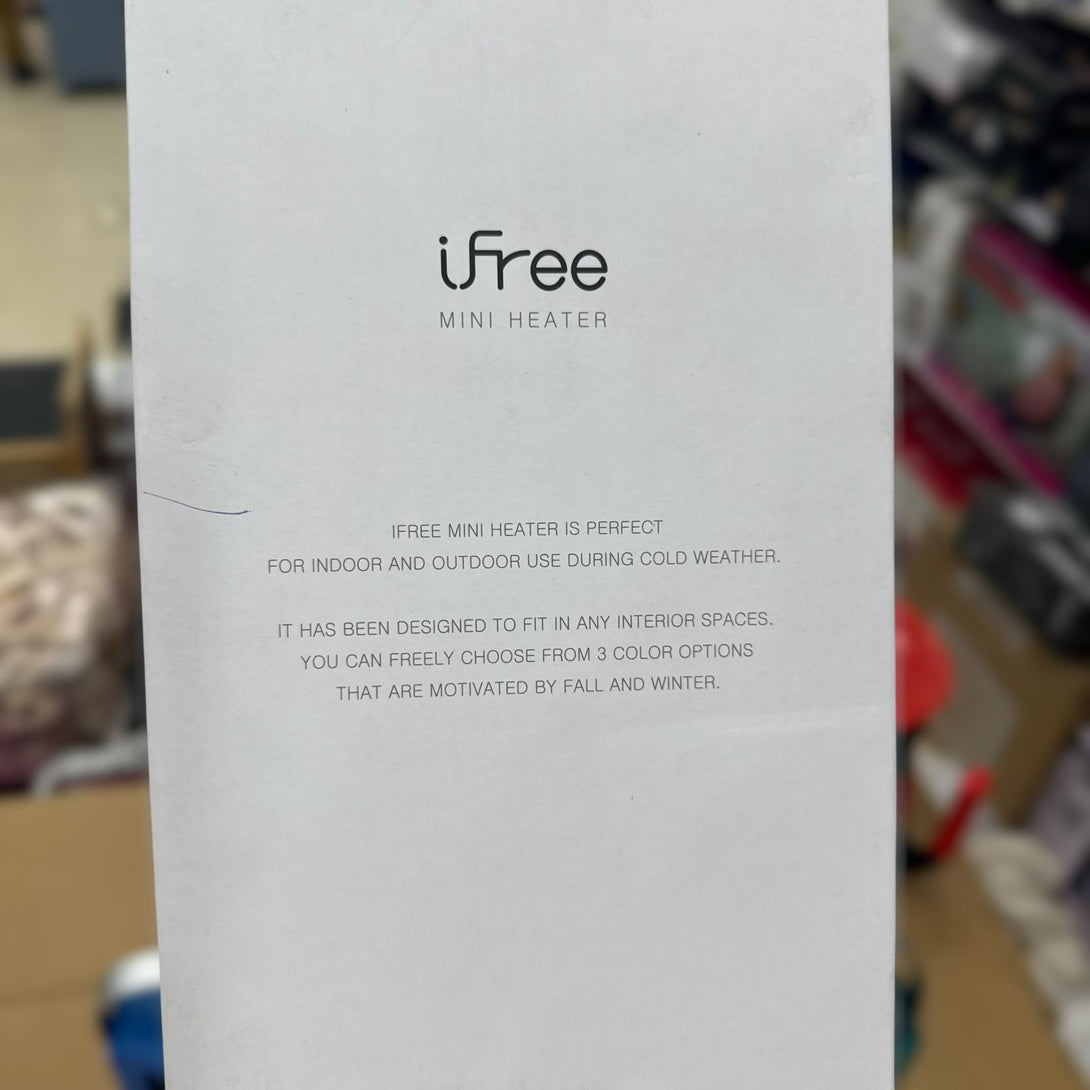 iFree
MINI HEATER
IFREE MINI HEATER IS PERFECT
FOR INDOOR AND OUTDOOR USE DURING COLD WEATHER.
IT HAS BEEN DESIGNED TO FIT IN ANY INTERIOR SPACES.
YOU CAN FREELY CHOOSE FROM 3 COLOR OPTIONS
THAT ARE MOTIVATED BY FALL AND WINTER.